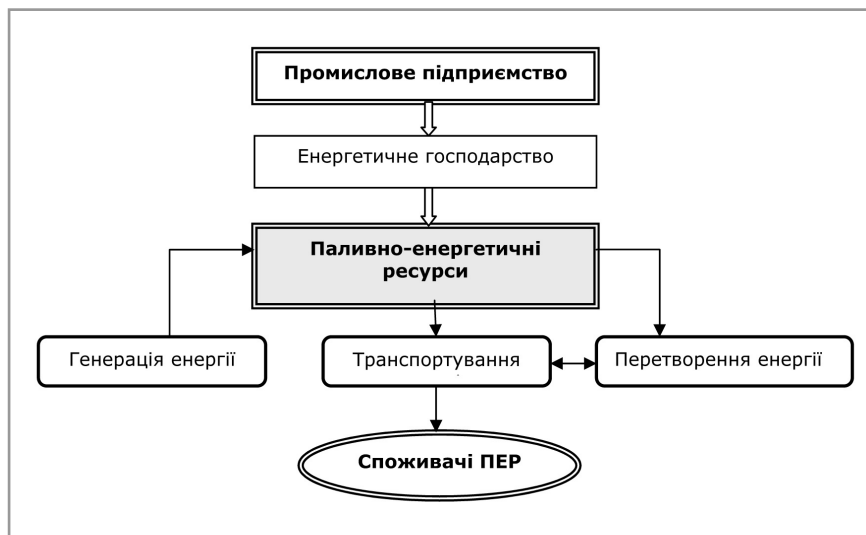 Промислове підприємство
Енергетичне господарство
Паливно-енергетичні
ресурси
Генерація енергії
Транспортування
Перетворення енергії
Споживачі ПЕР